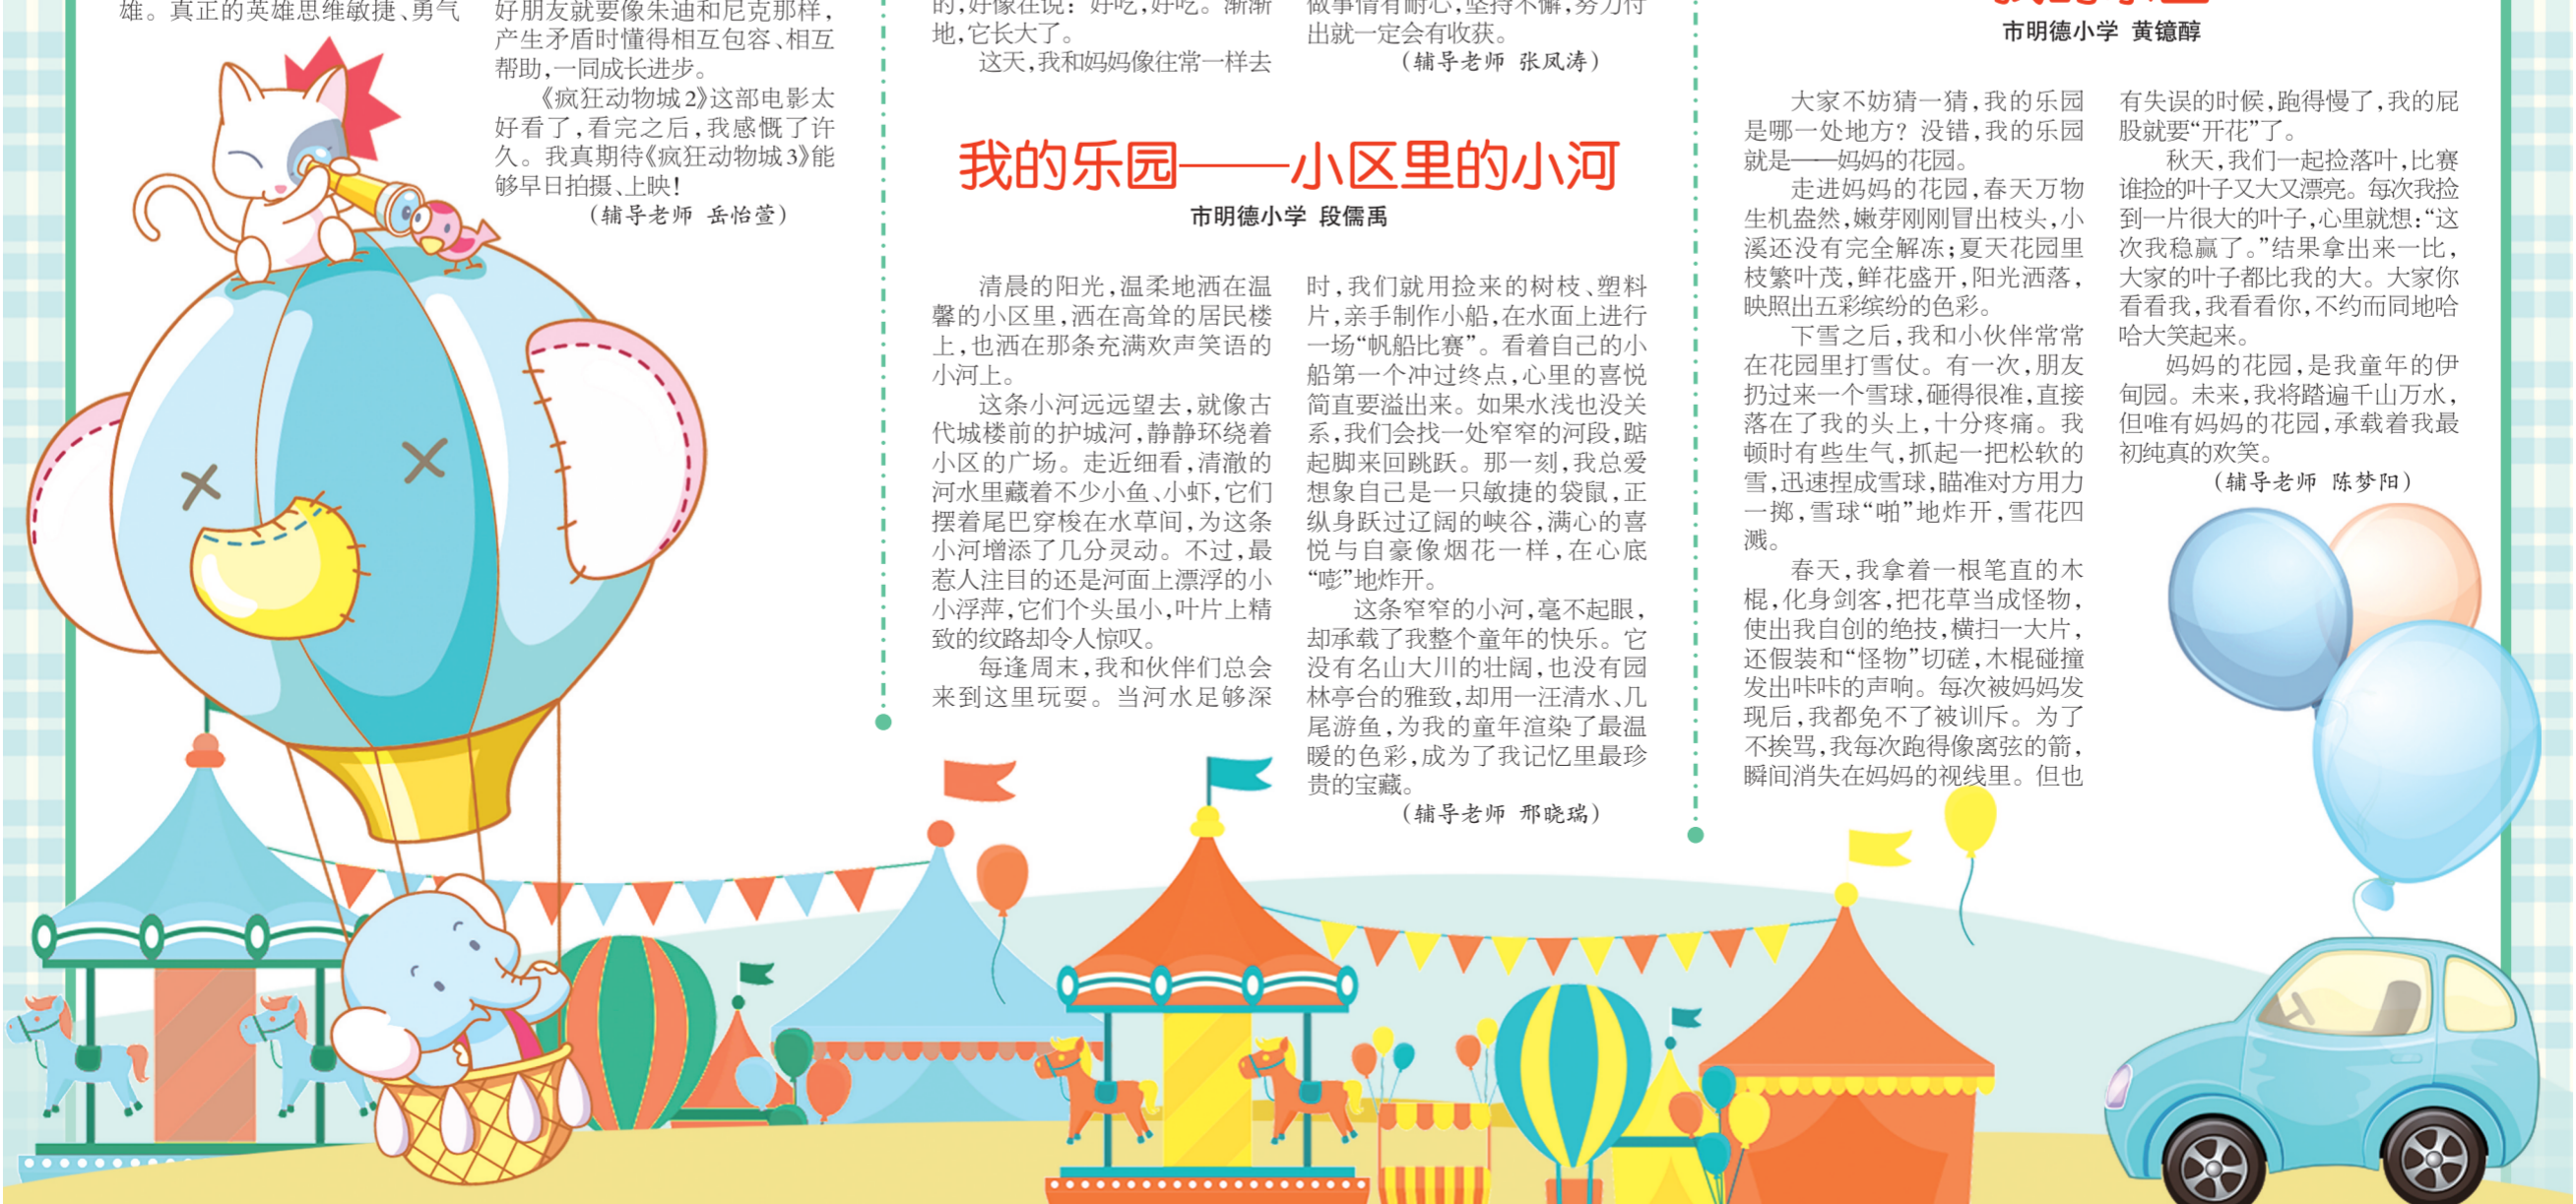 雄。真正的英雄思维敏捷、勇气
好朋友就要像朱迪和尼克那样，
产生矛盾时懂得相互包容、相互
帮助，一同成长进步。
《疯狂动物城2》这部电影太
好看了，看完之后，我感慨了许
久。我真期待《疯狂动物城3》能
够早日拍摄、上映！
（辅导老师 岳怡萱）
的，好像在说：好吃，好吃。渐渐
地，它长大了。
这天，我和妈妈像往常一样去
做事情有耐心，坚持不懈，努力付
出就一定会有收获。
（辅导老师 张凤涛）
我的乐园——小区里的小河
市明德小学 段儒禹
清晨的阳光，温柔地洒在温
馨的小区里，洒在高耸的居民楼
上，也洒在那条充满欢声笑语的
小河上。
这条小河远远望去，就像古
代城楼前的护城河，静静环绕着
小区的广场。走近细看，清澈的
河水里藏着不少小鱼、小虾，它们
摆着尾巴穿梭在水草间，为这条
小河增添了几分灵动。不过，最
惹人注目的还是河面上漂浮的小
小浮萍，它们个头虽小，叶片上精
致的纹路却令人惊叹。
每逢周末，我和伙伴们总会
来到这里玩耍。当河水足够深
时，我们就用捡来的树枝、塑料
片，亲手制作小船，在水面上进行
一场“帆船比赛”。看着自己的小
船第一个冲过终点，心里的喜悦
简直要溢出来。如果水浅也没关
系，我们会找一处窄窄的河段，踮
起脚来回跳跃。那一刻，我总爱
想象自己是一只敏捷的袋鼠，正
纵身跃过辽阔的峡谷，满心的喜
悦与自豪像烟花一样，在心底
“嘭”地炸开。
这条窄窄的小河，毫不起眼，
却承载了我整个童年的快乐。它
没有名山大川的壮阔，也没有园
林亭台的雅致，却用一汪清水、几
尾游鱼，为我的童年渲染了最温
暖的色彩，成为了我记忆里最珍
贵的宝藏。
（辅导老师 邢晓瑞）
市明德小学 黄镱醇
大家不妨猜一猜，我的乐园
是哪一处地方？没错，我的乐园
就是——妈妈的花园。
走进妈妈的花园，春天万物
生机盎然，嫩芽刚刚冒出枝头，小
溪还没有完全解冻；夏天花园里
枝繁叶茂，鲜花盛开，阳光洒落，
映照出五彩缤纷的色彩。
下雪之后，我和小伙伴常常
在花园里打雪仗。有一次，朋友
扔过来一个雪球，砸得很准，直接
落在了我的头上，十分疼痛。我
顿时有些生气，抓起一把松软的
雪，迅速捏成雪球，瞄准对方用力
一掷，雪球“啪”地炸开，雪花四
溅。
春天，我拿着一根笔直的木
棍，化身剑客，把花草当成怪物，
使出我自创的绝技，横扫一大片，
还假装和“怪物”切磋，木棍碰撞
发出咔咔的声响。每次被妈妈发
现后，我都免不了被训斥。为了
不挨骂，我每次跑得像离弦的箭，
瞬间消失在妈妈的视线里。但也
有失误的时候，跑得慢了，我的屁
股就要“开花”了。
秋天，我们一起捡落叶，比赛
谁捡的叶子又大又漂亮。每次我捡
到一片很大的叶子，心里就想：“这
次我稳赢了。”结果拿出来一比，
大家的叶子都比我的大。大家你
看看我，我看看你，不约而同地哈
哈大笑起来。
妈妈的花园，是我童年的伊
甸园。未来，我将踏遍千山万水，
但唯有妈妈的花园，承载着我最
初纯真的欢笑。
（辅导老师 陈梦阳）